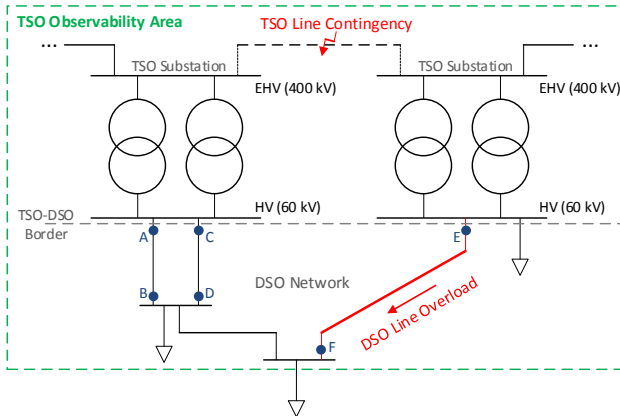 TSO Observability Area
TSO Line Contingency
...
...
TSO Substation
TSO Substation
EHV (400 kV)
EHV (400 kV)
HV (60 kV)
HV (60 kV)
TSO-DSO
Border
A
C
E
DSO Network
B
D
DSO Line Overload
F